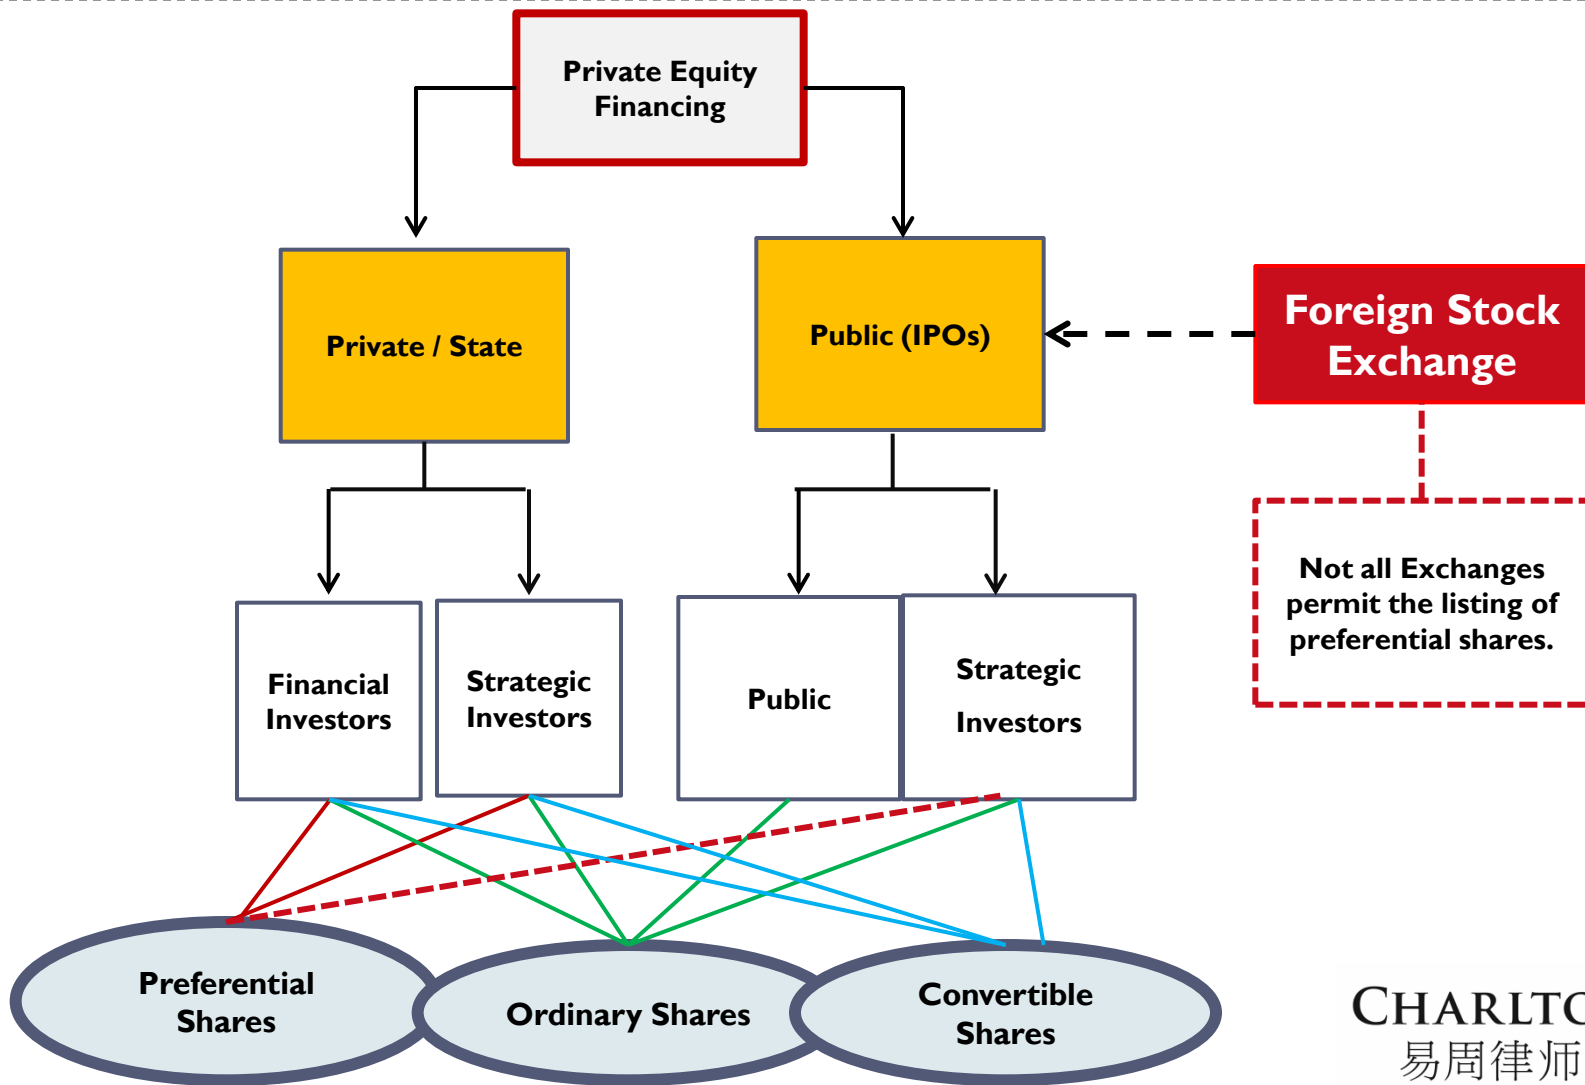 Private Equity
Financing
Private / State
Public (IPOs)
Foreign Stock
Exchange
Not all Exchanges
permit the listing of
preferential shares.
Financial
Investors
Strategic
Investors
Public
Strategic
Investors
Preferential
Shares
Ordinary Shares
Convertible
Shares
CHARLTO
易周律师